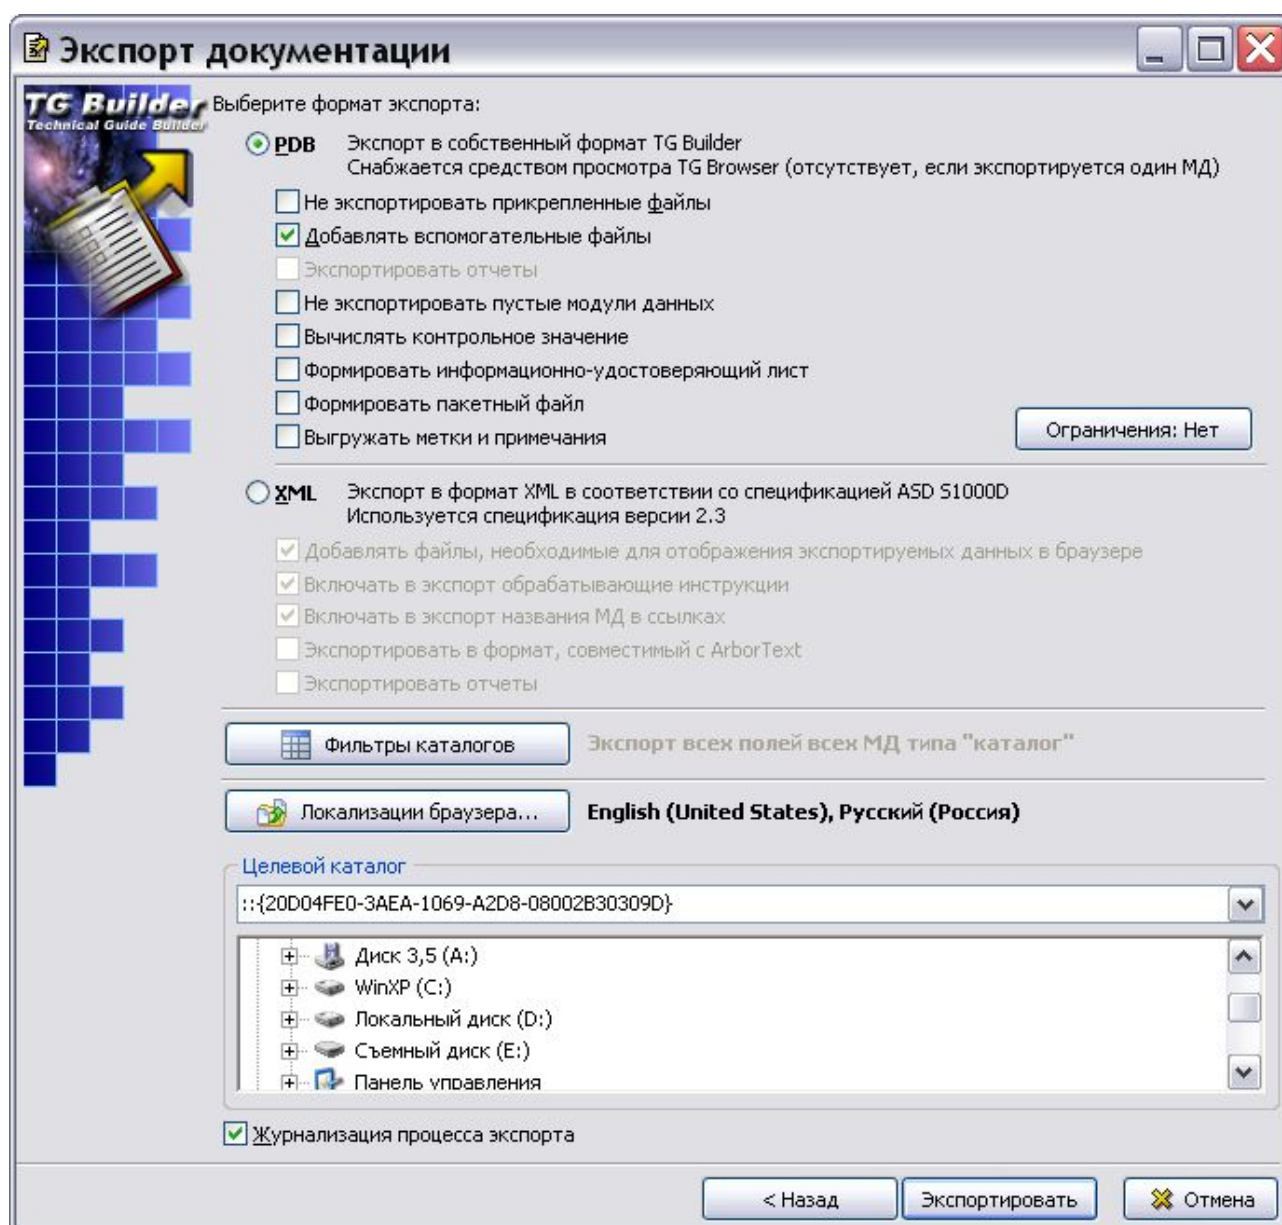 Экспорт документации
TG Builder
Technical Guide Builder
Выберите формат экспорта:
PDB Экспорт в собственный формат TG Builder
Снабжается средством просмотра TG Browser (отсутствует, если экспортируется один МД)
Не экспортировать прикрепленные файлы
Добавлять вспомогательные файлы
Экспортировать отчеты
Не экспортировать пустые модули данных
Вычислять контрольное значение
Формировать информационно-удостоверяющий лист
Формировать пакетный файл
Выгружать метки и примечания
Ограничения: Нет
XML Экспорт в формат XML в соответствии со спецификацией ASD S1000D
Используется спецификация версии 2.3
Добавлять файлы, необходимые для отображения экспортируемых данных в браузере
Включать в экспорт обрабатывающие инструкции
Включать в экспорт названия МД в ссылках
Экспортировать в формат, совместимый с ArborText
Экспортировать отчеты
Фильтры каталогов Экспорт всех полей всех МД типа "каталог"
Локализации браузера... English (United States), Русский (Россия)
Целевой каталог
::{20D04FE0-3AEA-1069-A2D8-08002B30309D}
Диск 3,5 (A:)
WinXP (C:)
Локальный диск (D:)
Съемный диск (E:)
Панель управления
Журнализация процесса экспорта
< Назад Экспортировать Отмена